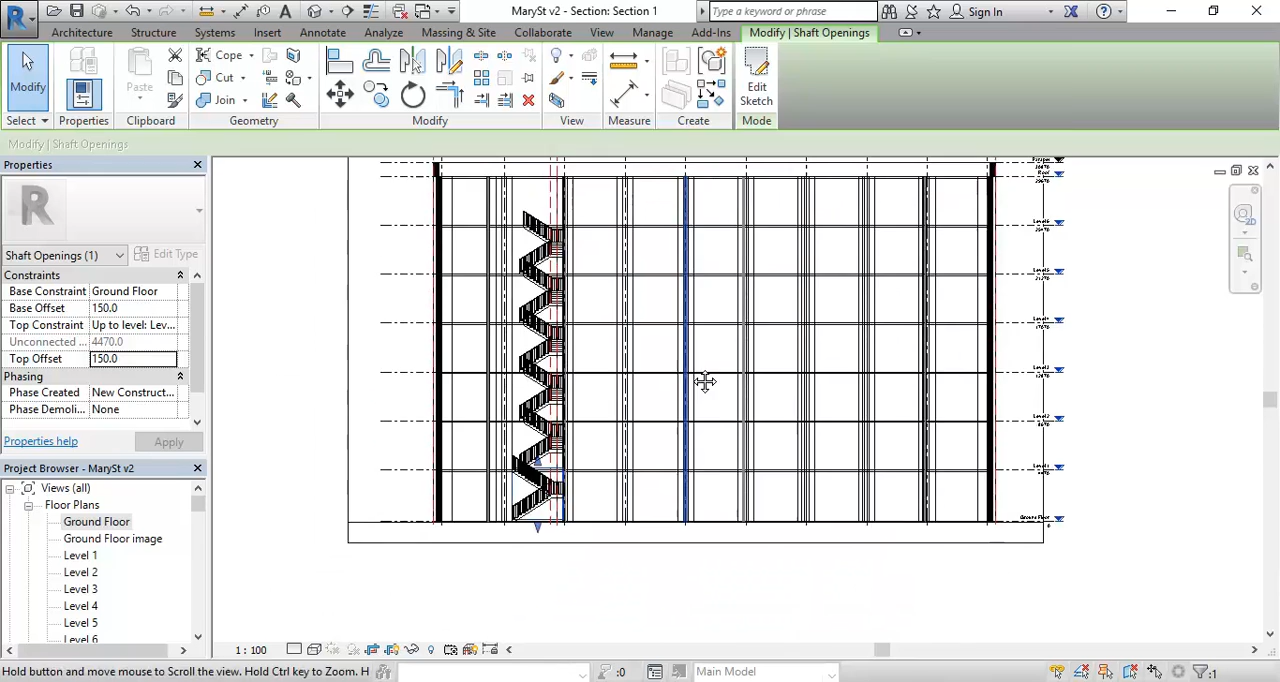 MarySt v2 - Section: Section 1
Type a keyword or phrase
Sign In
Architecture
Structure
Systems
Insert
Annotate
Analyze
Massing & Site
Collaborate
View
Manage
Add-Ins
Modify | Shaft Openings
Modify
Paste
Cope
Cut
Join
Edit
Sketch
Select
Properties
Clipboard
Geometry
Modify
View
Measure
Create
Mode
Modify | Shaft Openings
Properties
Shaft Openings (1)
Edit Type
Constraints
Base Constraint Ground Floor
Base Offset 150.0
Top Constraint Up to level: Lev...
Unconnected ... 4470.0
Top Offset 150.0
Phasing
Phase Created New Construct...
Phase Demoli... None
Properties help
Apply
Project Browser - MarySt v2
Views (all)
Floor Plans
Ground Floor
Ground Floor image
Level 1
Level 2
Level 3
Level 4
Level 5
Level 6
Parapet
Roof
Ground Floor
1 : 100
Hold button and move mouse to Scroll the view. Hold Ctrl key to Zoom. H
:0
Main Model
:1